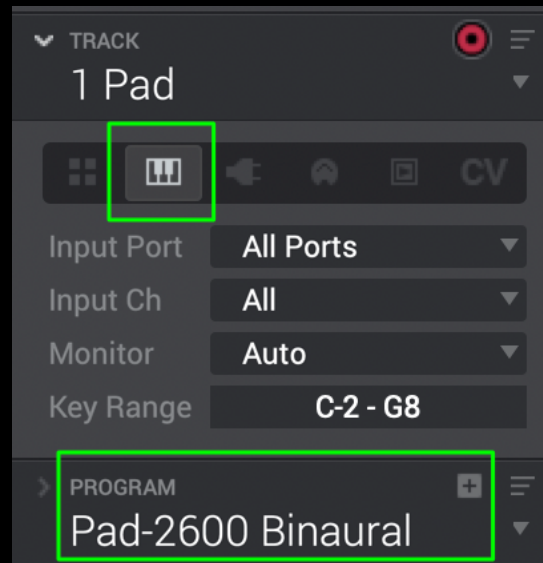 TRACK
1 Pad
CV
Input Port All Ports
Input Ch All
Monitor Auto
Key Range C-2 - G8
PROGRAM
Pad-2600 Binaural